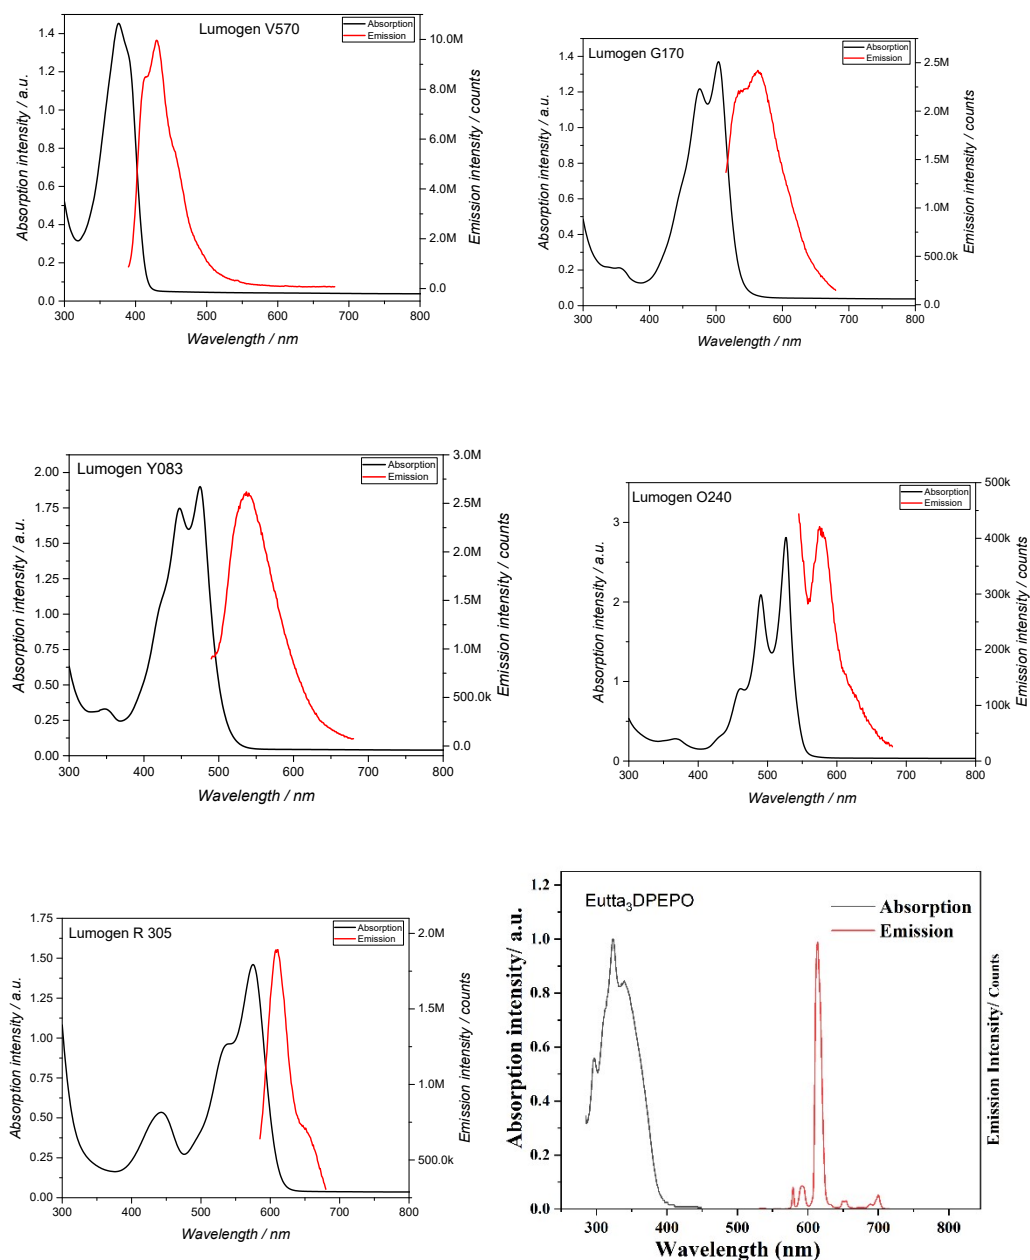 Lumogen V570
Absorption
Emission
Absorption intensity / a.u.
1.4
1.2
1.0
0.8
0.6
0.4
0.2
0.0
10.0M
8.0M
6.0M
4.0M
2.0M
0.0
Emission intensity / counts
300 400 500 600 700 800
Wavelength / nm
Lumogen G170
Absorption
Emission
Absorption intensity / a.u.
1.4
1.2
1.0
0.8
0.6
0.4
0.2
0.0
2.5M
2.0M
1.5M
1.0M
500.0k
0.0
Emission intensity / counts
300 400 500 600 700 800
Wavelength / nm
Lumogen Y083
Absorption
Emission
Absorption intensity / a.u.
2.00
1.75
1.50
1.25
1.00
0.75
0.50
0.25
0.00
3.0M
2.5M
2.0M
1.5M
1.0M
500.0k
0.0
Emission intensity / counts
300 400 500 600 700 800
Wavelength / nm
Lumogen O240
Absorption
Emission
Absorption intensity / a.u.
3
2
1
0
500k
400k
300k
200k
100k
0
Emission intensity / counts
300 400 500 600 700 800
Wavelength / nm
Lumogen R 305
Absorption
Emission
Absorption intensity / a.u.
1.75
1.50
1.25
1.00
0.75
0.50
0.25
0.00
2.0M
1.5M
1.0M
500.0k
Emission intensity / counts
300 400 500 600 700 800
Wavelength / nm
Eutta₃DPEPO
Absorption
Emission
Absorption intensity/ a.u.
1.2
1.0
0.8
0.6
0.4
0.2
0.0
Emission Intensity/ Counts
300 400 500 600 700 800
Wavelength (nm)